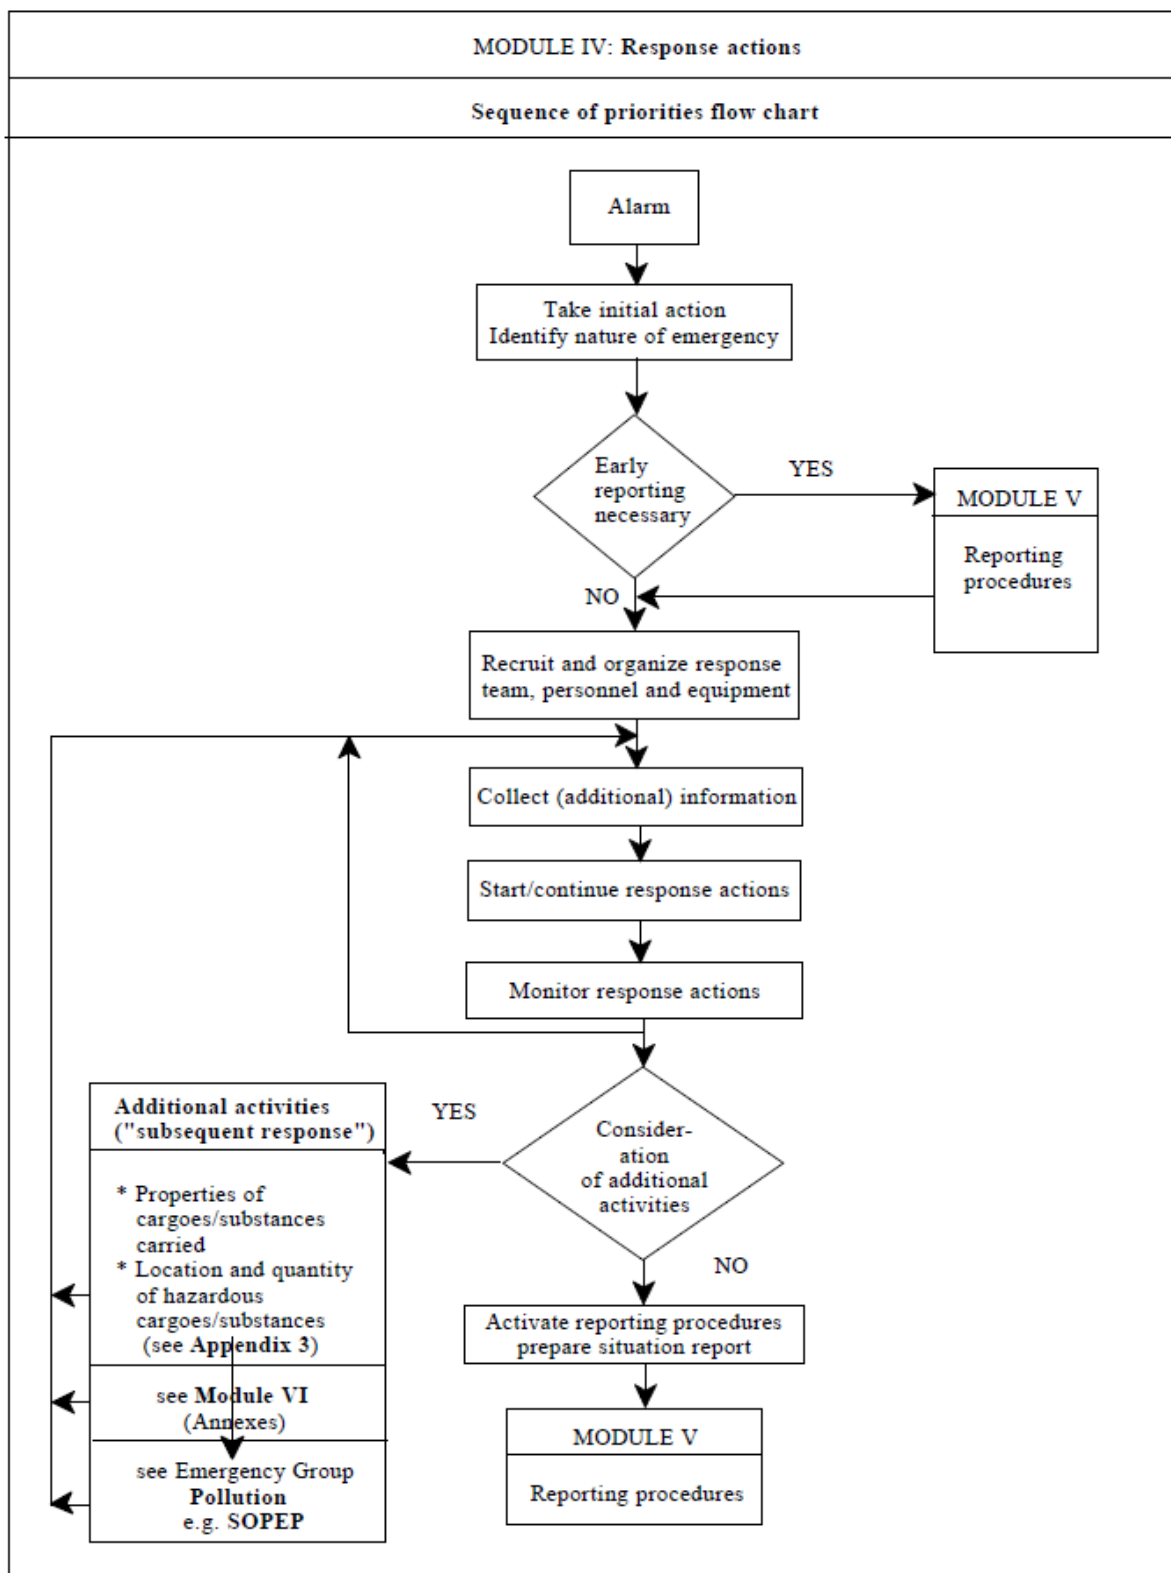 MODULE IV: Response actions
Sequence of priorities flow chart
Alarm
Take initial action
Identify nature of emergency
Early
reporting
necessary
YES
MODULE V
Reporting
procedures
NO
Recruit and organize response
team, personnel and equipment
Collect (additional) information
Start/continue response actions
Monitor response actions
Consider-
ation
of additional
activities
YES
Additional activities
("subsequent response")
* Properties of
cargoes/substances
carried
* Location and quantity
of hazardous
cargoes/substances
(see Appendix 3)
see Module VI
(Annexes)
see Emergency Group
Pollution
e.g. SOPEP
NO
Activate reporting procedures
prepare situation report
MODULE V
Reporting procedures